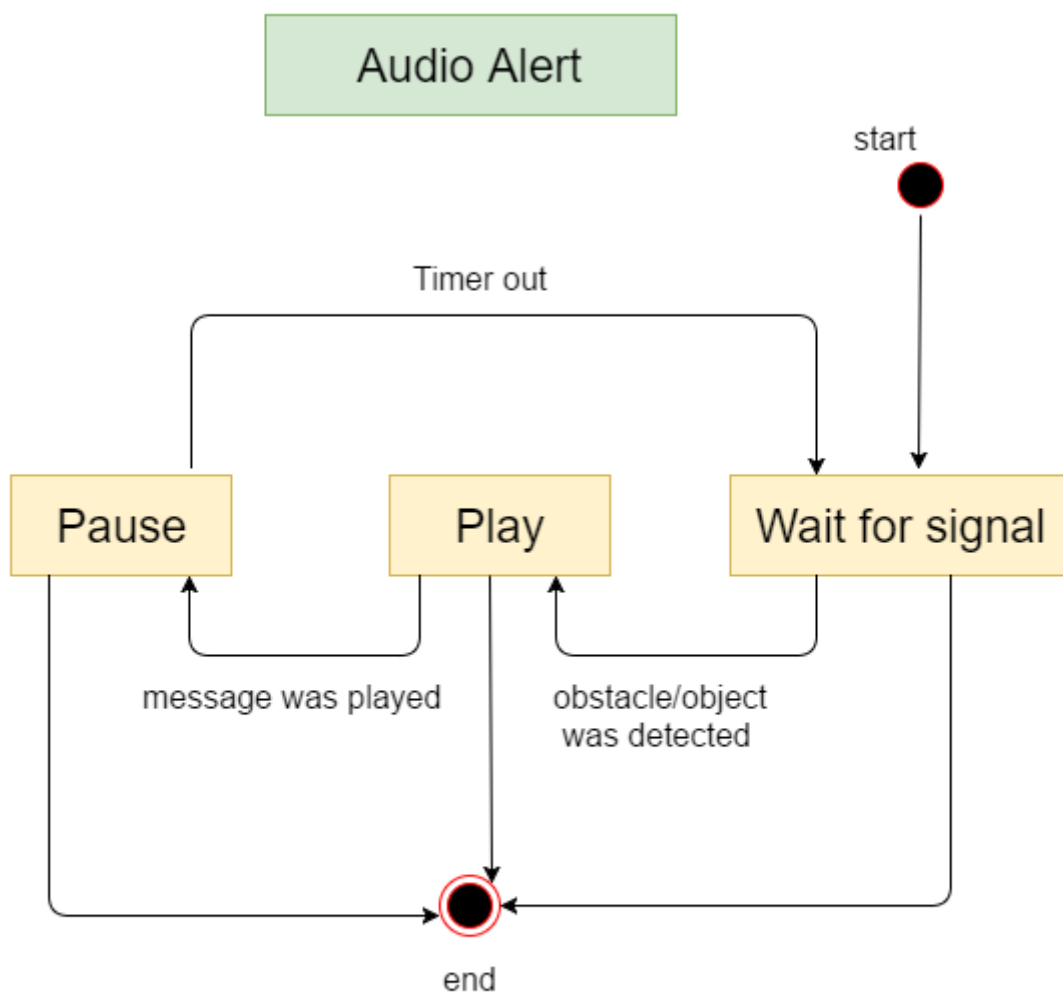 Audio Alert
start
Timer out
Pause
Play
Wait for signal
message was played
obstacle/object
was detected
end